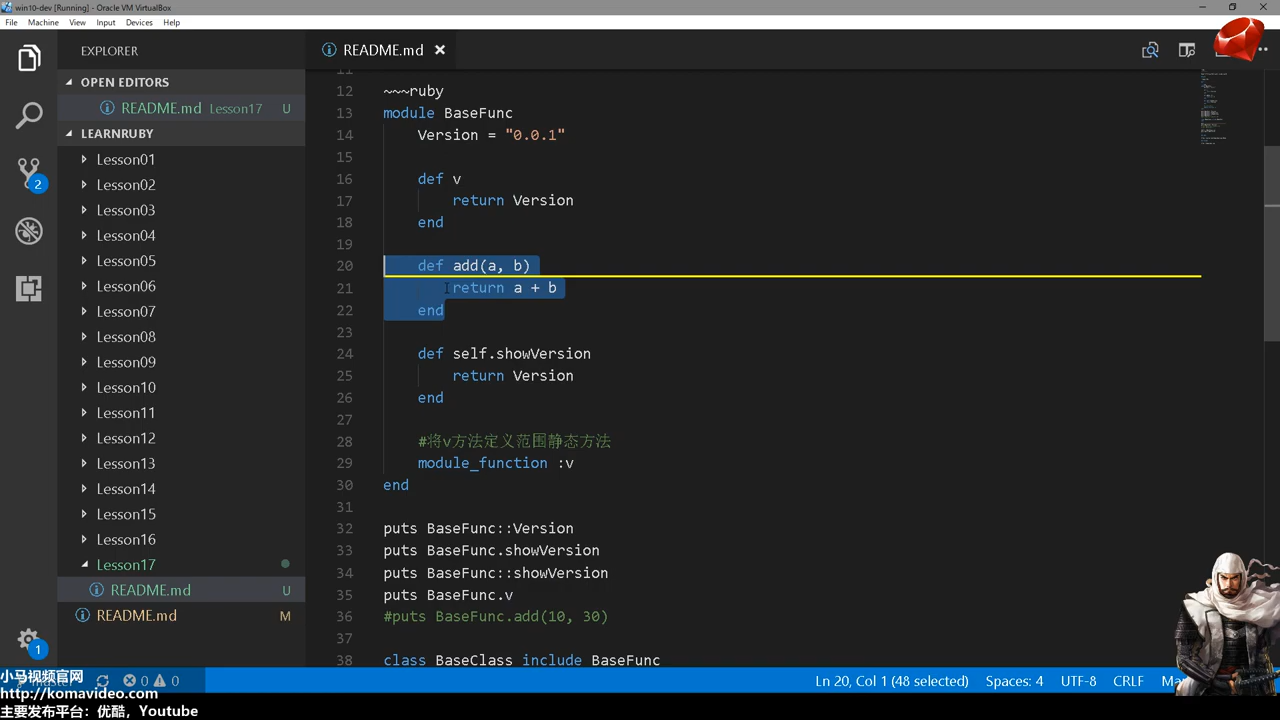 win10-dev [Running] - Oracle VM VirtualBox
File Machine View Input Devices Help
EXPLORER
README.md
OPEN EDITORS
README.md Lesson17 U
LEARNRUBY
Lesson01
Lesson02
Lesson03
Lesson04
Lesson05
Lesson06
Lesson07
Lesson08
Lesson09
Lesson10
Lesson11
Lesson12
Lesson13
Lesson14
Lesson15
Lesson16
Lesson17
README.md U
README.md M
2
1
11
12 ~~~ruby
13 module BaseFunc
14 Version = "0.0.1"
15
16 def v
17 return Version
18 end
19
20 def add(a, b)
21 return a + b
22 end
23
24 def self.showVersion
25 return Version
26 end
27
28 #将v方法定义范围静态方法
29 module_function :v
30 end
31
32 puts BaseFunc::Version
33 puts BaseFunc.showVersion
34 puts BaseFunc::showVersion
35 puts BaseFunc.v
36 #puts BaseFunc.add(10, 30)
37
38 class BaseClass include BaseFunc
0 0
Ln 20, Col 1 (48 selected) Spaces: 4 UTF-8 CRLF
小马视频官网
http://komavideo.com
主要发布平台：优酷，Youtube